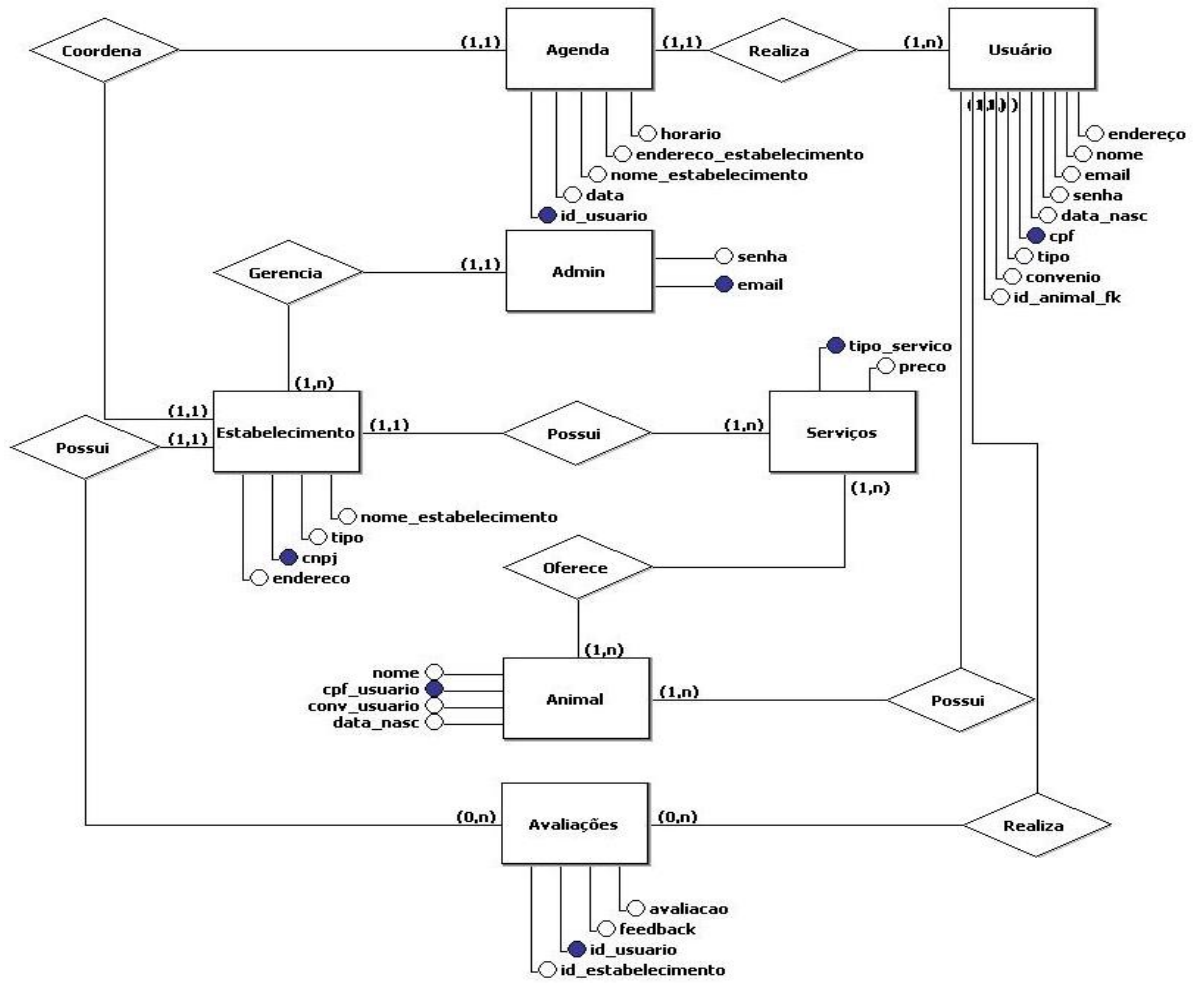 Coordena
(1,1)
Agenda
(1,1)
Realiza
(1,n)
Usuário
horario
endereco_estabelecimento
nome_estabelecimento
data
id_usuario
endereço
nome
email
senha
data_nasc
cpf
tipo
convenio
id_animal_fk
Gerencia
(1,1)
Admin
senha
email
(1,n)
tipo_servico
preco
(1,1)
Possui
(1,1)
Estabelecimento
(1,1)
Possui
(1,n)
Serviços
(1,n)
nome_estabelecimento
tipo
cnpj
endereco
Oferece
(1,n)
nome
cpf_usuario
conv_usuario
data_nasc
Animal
(1,n)
Possui
(0,n)
Avaliações
(0,n)
Realiza
avaliacao
feedback
id_usuario
id_estabelecimento